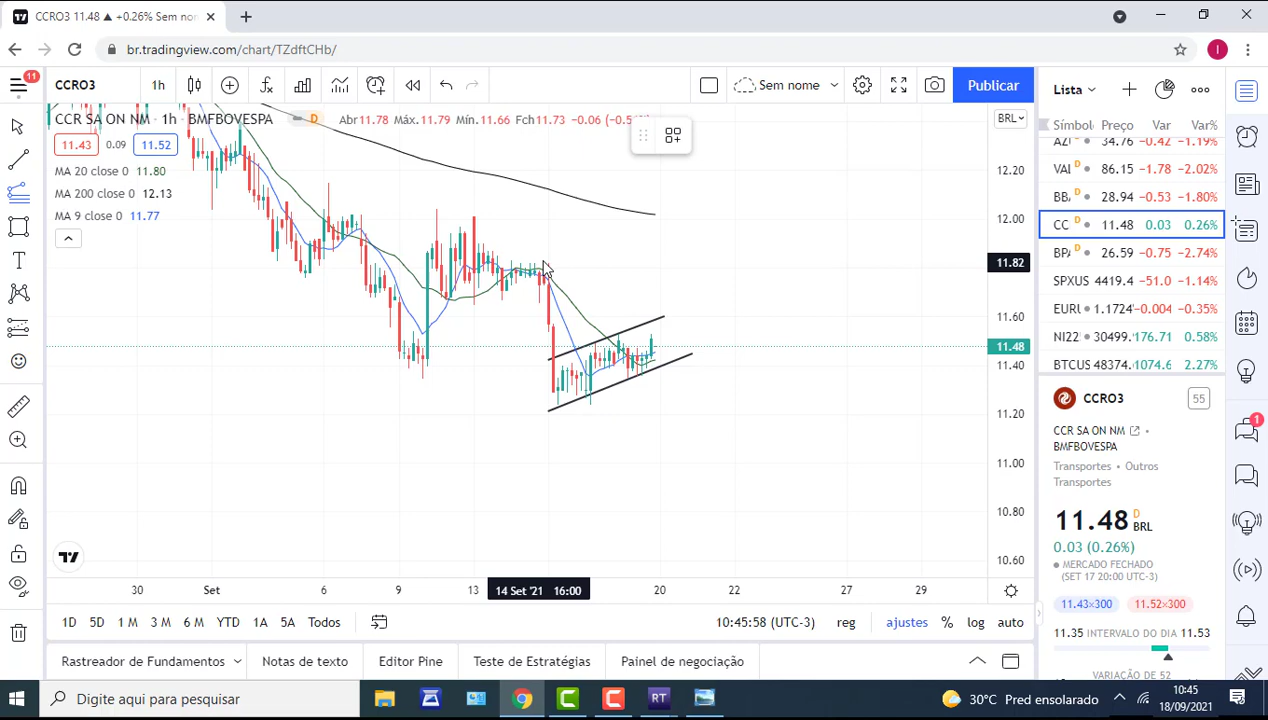 CCRO3 11.48 ▲ +0.26% Sem non
br.tradingview.com/chart/TZdftCHb/
11
CCRO3
1h
Sem nome
Publicar
Lista
CCR SA ON NM · 1h · BMFBOVESPA
D
Abr11.78 Máx11.79 Mín.11.66 Fch11.73 -0.06
11.43
0.09
11.52
MA 20 close 0 11.80
MA 200 close 0 12.13
MA 9 close 0 11.77
BRL
12.20
12.00
11.82
11.60
11.48
11.40
11.20
11.00
10.80
10.60
30
Set
6
9
13
14 Set '21 16:00
20
22
27
29
1D
5D
1 M
3 M
6 M
YTD
1A
5A
Todos
10:45:58 (UTC-3)
reg
ajustes
%
log
auto
Rastreador de Fundamentos
Notas de texto
Editor Pine
Teste de Estratégias
Painel de negociação
Símbol Preço Var Var%
34.76 -0.42 -1.19%
VAI D 86.15 -1.78 -2.02%
BB D 28.94 -0.53 -1.80%
CC D 11.48 0.03 0.26%
BP D 26.59 -0.75 -2.74%
SPXUS 4419.4 -51.0 -1.14%
EURU 1.1724 -0.004 -0.35%
NI22 30499. 176.71 0.58%
BTCUS 48374. 1074.6 2.27%
CCRO3
55
CCR SA ON NM
BMFBOVESPA
Transportes • Outros
Transportes
11.48 D BRL
0.03 (0.26%)
MERCADO FECHADO
(SET 17 20:00 UTC-3)
11.43×300
11.52×300
11.35 INTERVALO DO DIA 11.53
VARIAÇÃO DE 52
1
Digite aqui para pesquisar
RT
30°C Pred ensolarado
10:45
18/09/2021